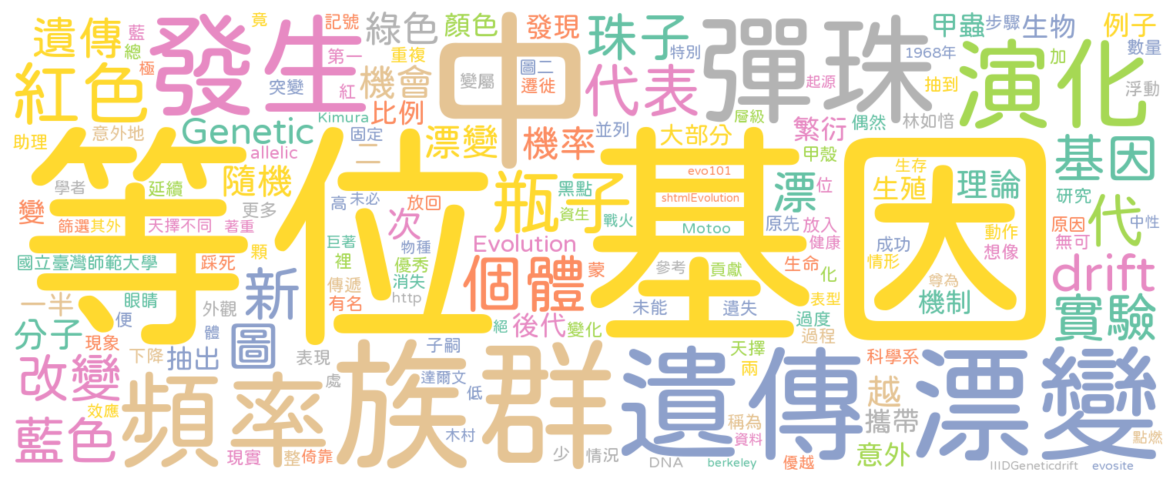 遺傳 發生 竟 記號 綠色 顏色 發現 珠子 特別 彈珠 甲蟲 步驟 生物 例子
藍 總 第一 重複 1968年 加 數量
紅色 極 突變 紅 機會 變屬 中 圖二 遷徙 代表 起源 抽到 演化 浮動
助理 意外地 Kimura 比例 層級 偶然 林如愔
Genetic 固定 漂變 機率 並列 大部分 繁衍 基因
allelic 二 甲殼 生存
等位基因 學者 延續 隨機 未必 瓶子 黑點 evo101 漂 位 生殖 理論 研究
變 篩選 其外 天擇不同 著重 更多 高 放回 次 資生 戰火 shtmlEvolution 原先 放入 代 原因 中性
顆 巨著 物種 Evolution Motoo 健康 成功 動作 無可 想像
國立臺灣師範大學 踩死 裡 優秀 個體 蒙 參考 貢獻 生命 情形 drift
一半 眼睛 新 外觀 傳遞 消失 http 化 表型 尊為 機制
分子 便 圖 體 有名 絕 後代 變化 未能 遺失 過度 實驗
現象 下降 抽出 表現 子嗣 天擇 過程 科學系
改變 頻率 處 達爾文 低 族群 遺傳漂變 兩 越
效應 稱為 攜帶
藍色 現實 整 倚靠 木村 少 情況 DNA 資料 berkeley 優越 意外 IIIDGeneticdrift evosite 點燃